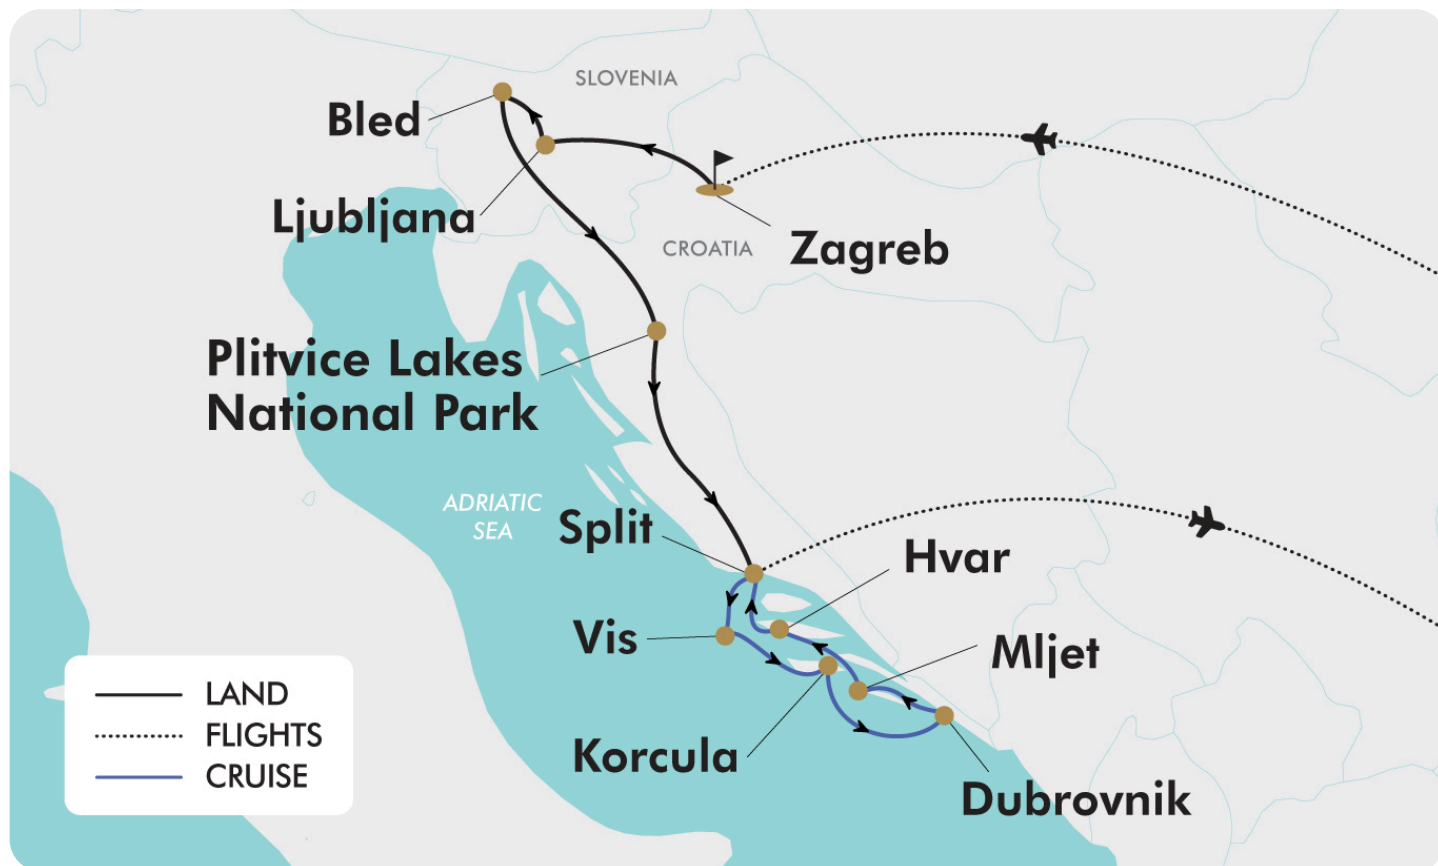 SLOVENIA
Bled
Ljubljana
CROATIA
Zagreb
Plitvice Lakes
National Park
ADRIATIC
SEA
Split
Hvar
Vis
Mljet
Korcula
Dubrovnik
LAND
FLIGHTS
CRUISE